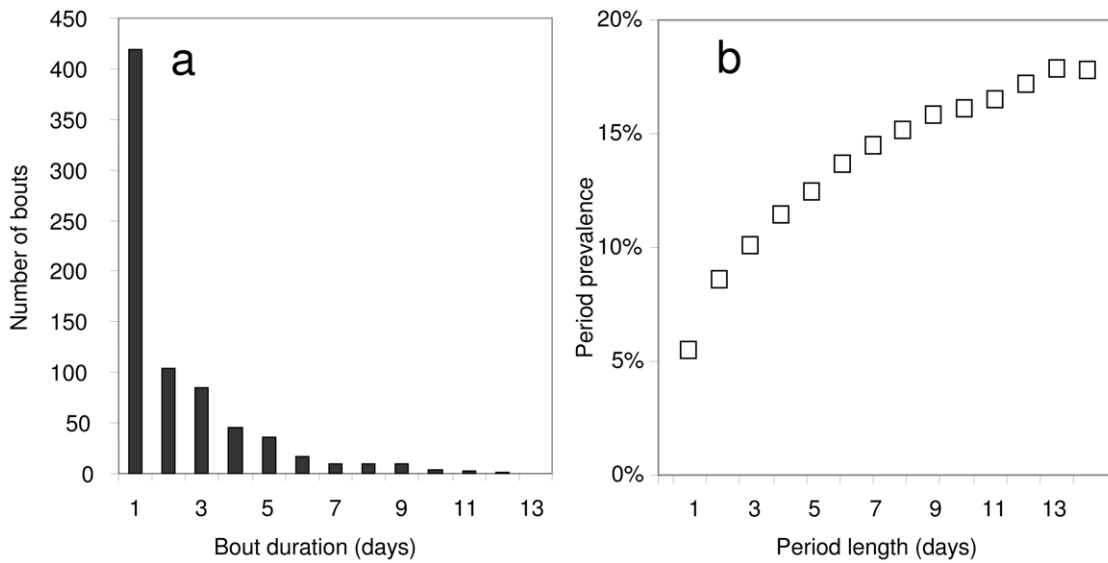 a
Number of bouts
450
400
350
300
250
200
150
100
50
0
1 3 5 7 9 11 13
Bout duration (days)
b
Period prevalence
20%
15%
10%
5%
0%
1 3 5 7 9 11 13
Period length (days)